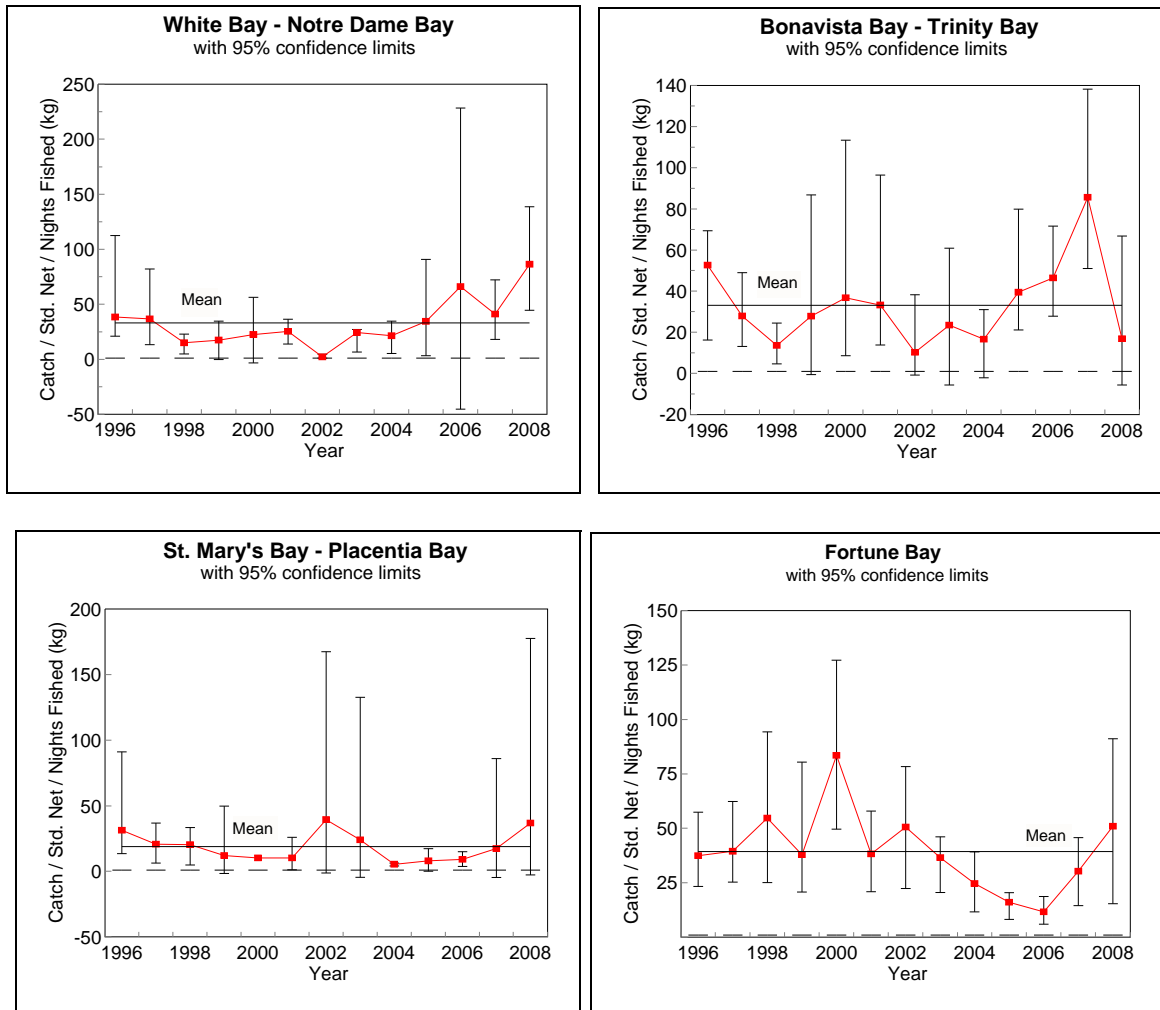 White Bay - Notre Dame Bay
with 95% confidence limits
Catch / Std. Net / Nights Fished (kg)
250
200
150
100
50
0
-50
Mean
1996 1998 2000 2002 2004 2006 2008
Year
Bonavista Bay - Trinity Bay
with 95% confidence limits
Catch / Std. Net / Nights Fished (kg)
140
120
100
80
60
40
20
0
-20
Mean
1996 1998 2000 2002 2004 2006 2008
Year
St. Mary's Bay - Placentia Bay
with 95% confidence limits
Catch / Std. Net / Nights Fished (kg)
200
150
100
50
0
-50
Mean
1996 1998 2000 2002 2004 2006 2008
Year
Fortune Bay
with 95% confidence limits
Catch / Std. Net / Nights Fished (kg)
150
125
100
75
50
25
Mean
1996 1998 2000 2002 2004 2006 2008
Year